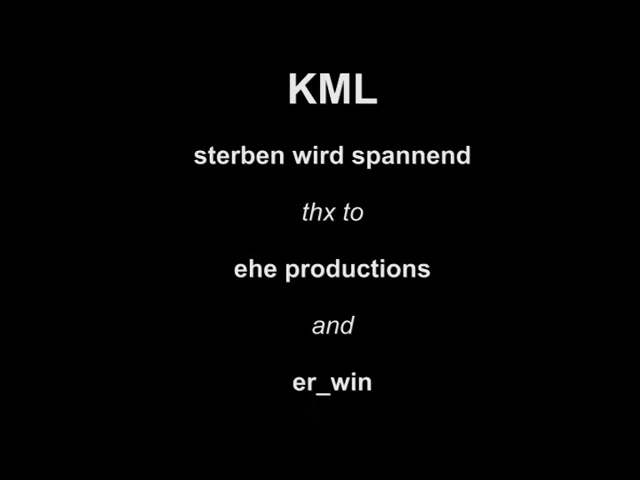 KML
sterben wird spannend
thx to
ehe productions
and
er_win